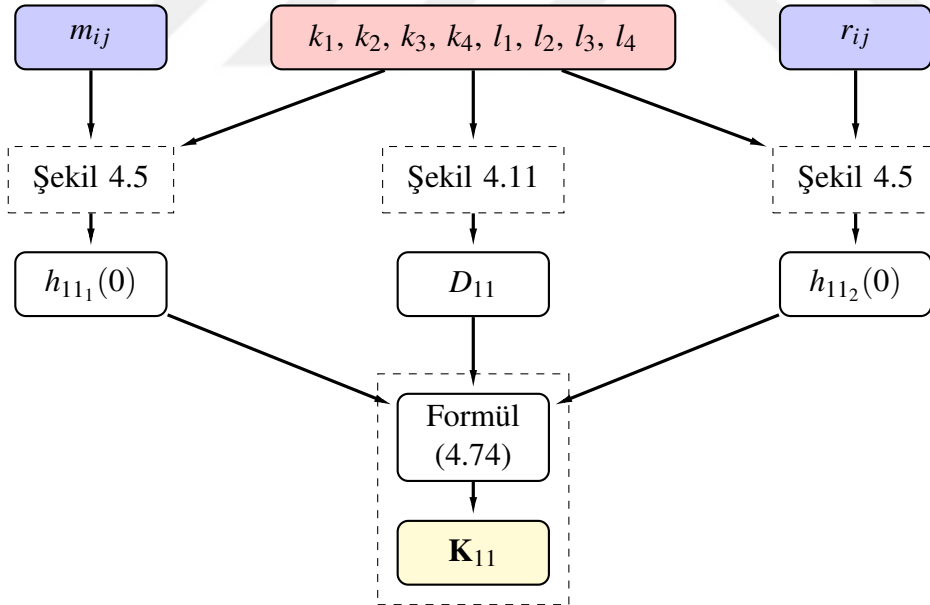 m_{ij}
k_1, k_2, k_3, k_4, l_1, l_2, l_3, l_4
r_{ij}
Şekil 4.5
Şekil 4.11
Şekil 4.5
h_{11_1}(0)
D_{11}
h_{11_2}(0)
Formül
(4.74)
K_{11}